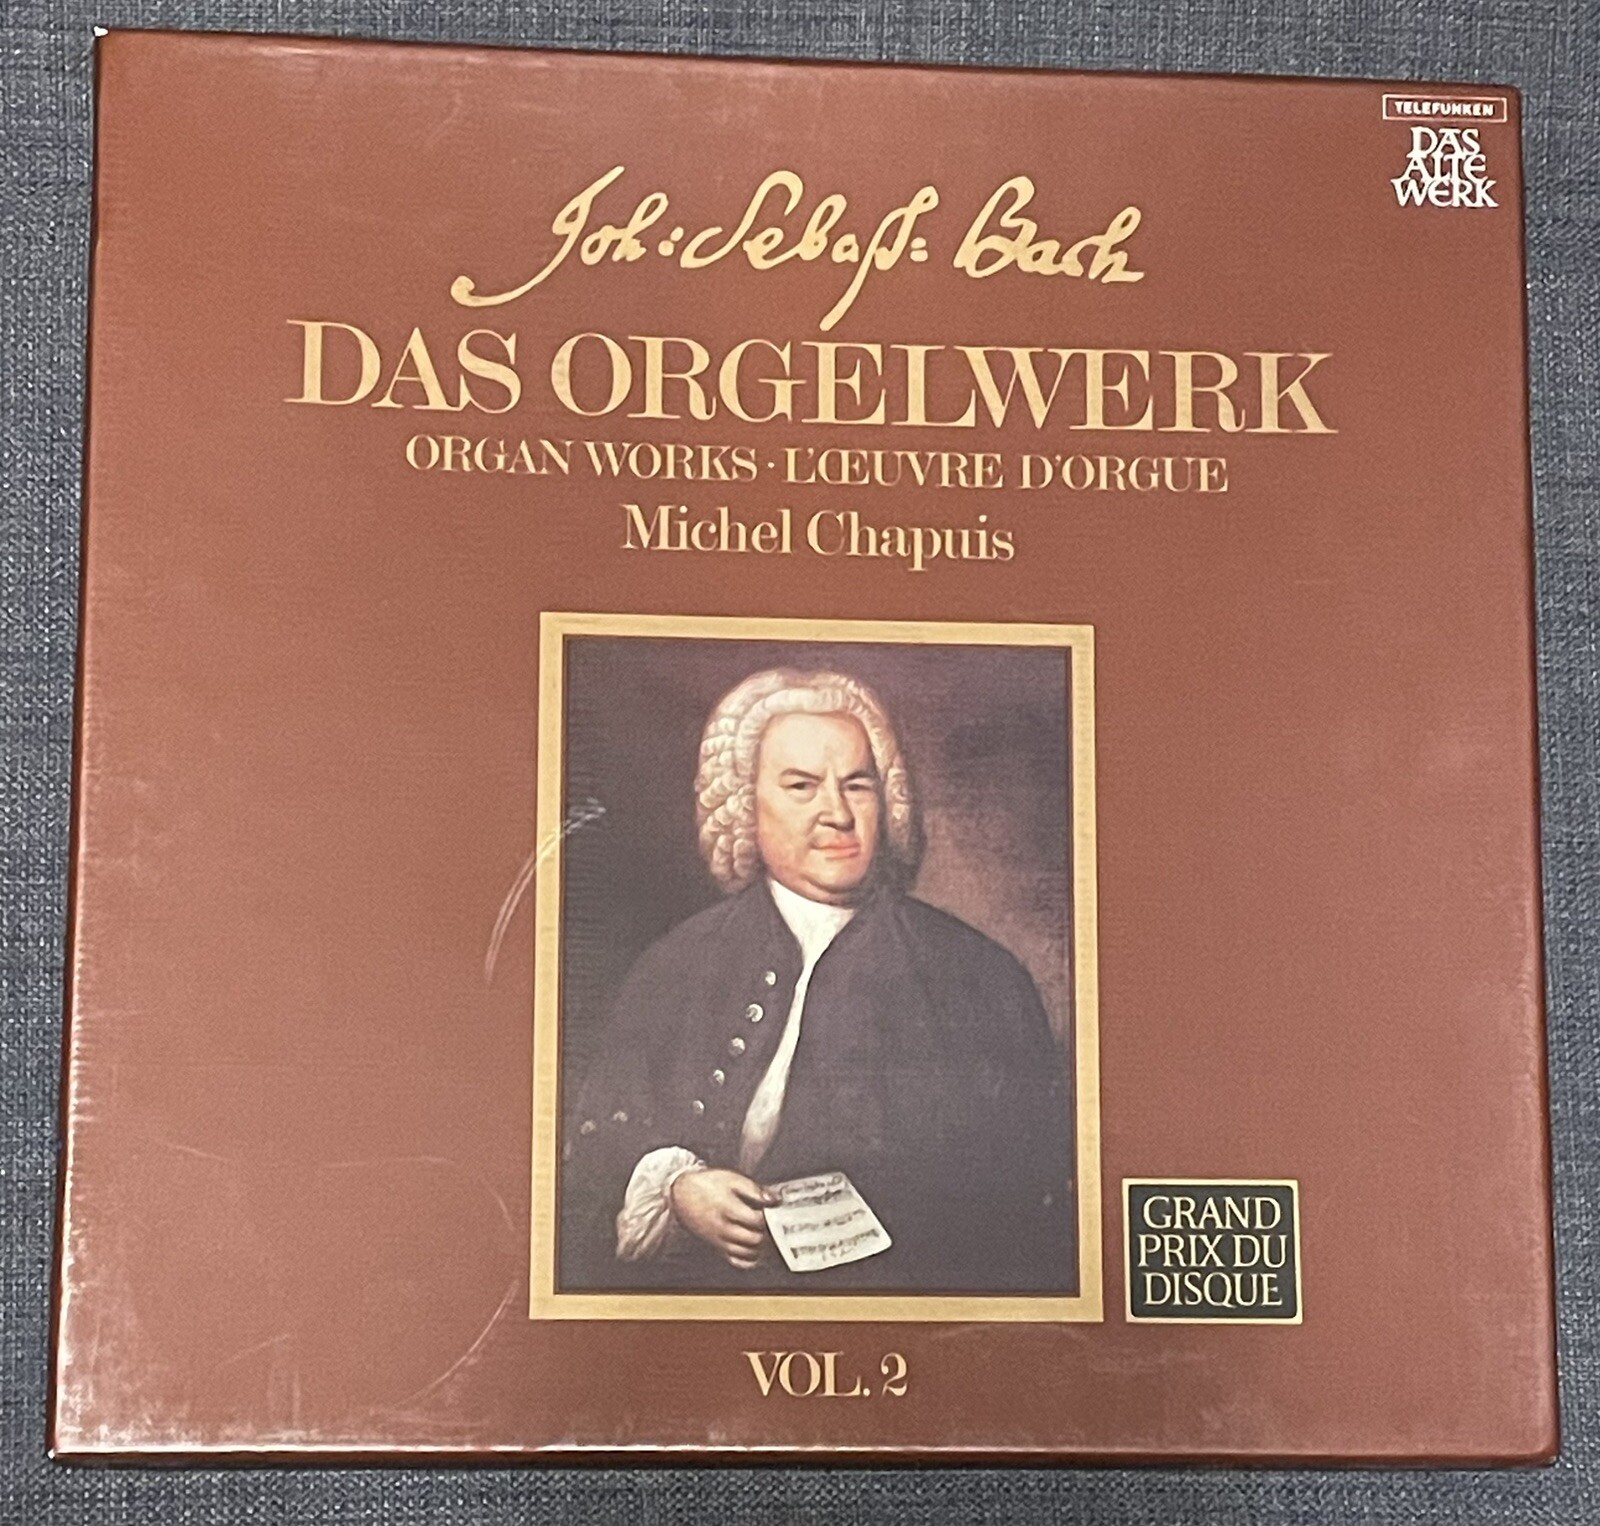 TELEFUNKEN
DAS
ALTE
WERK
Joh: Sebast: Bach
DAS ORGELWERK
ORGAN WORKS · L'ŒUVRE D'ORGUE
Michel Chapuis
GRAND
PRIX DU
DISQUE
VOL. 2